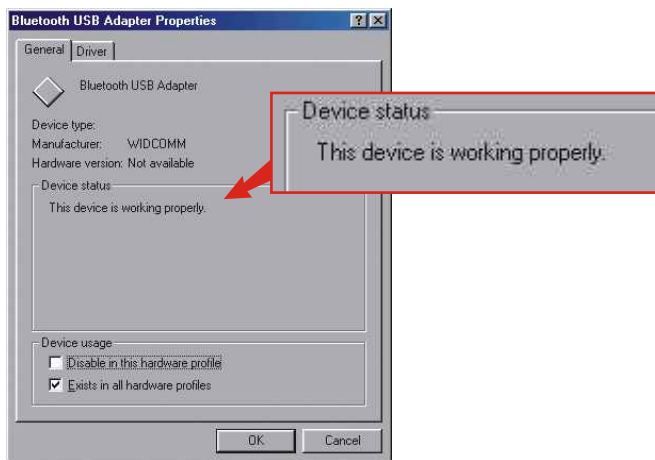 Bluetooth USB Adapter Properties
General Driver
Bluetooth USB Adapter
Device type:
Manufacturer: WIDCOMM
Hardware version: Not available
Device status
This device is working properly.
Device usage
Disable in this hardware profile
Exists in all hardware profiles
OK Cancel
Device status
This device is working properly.